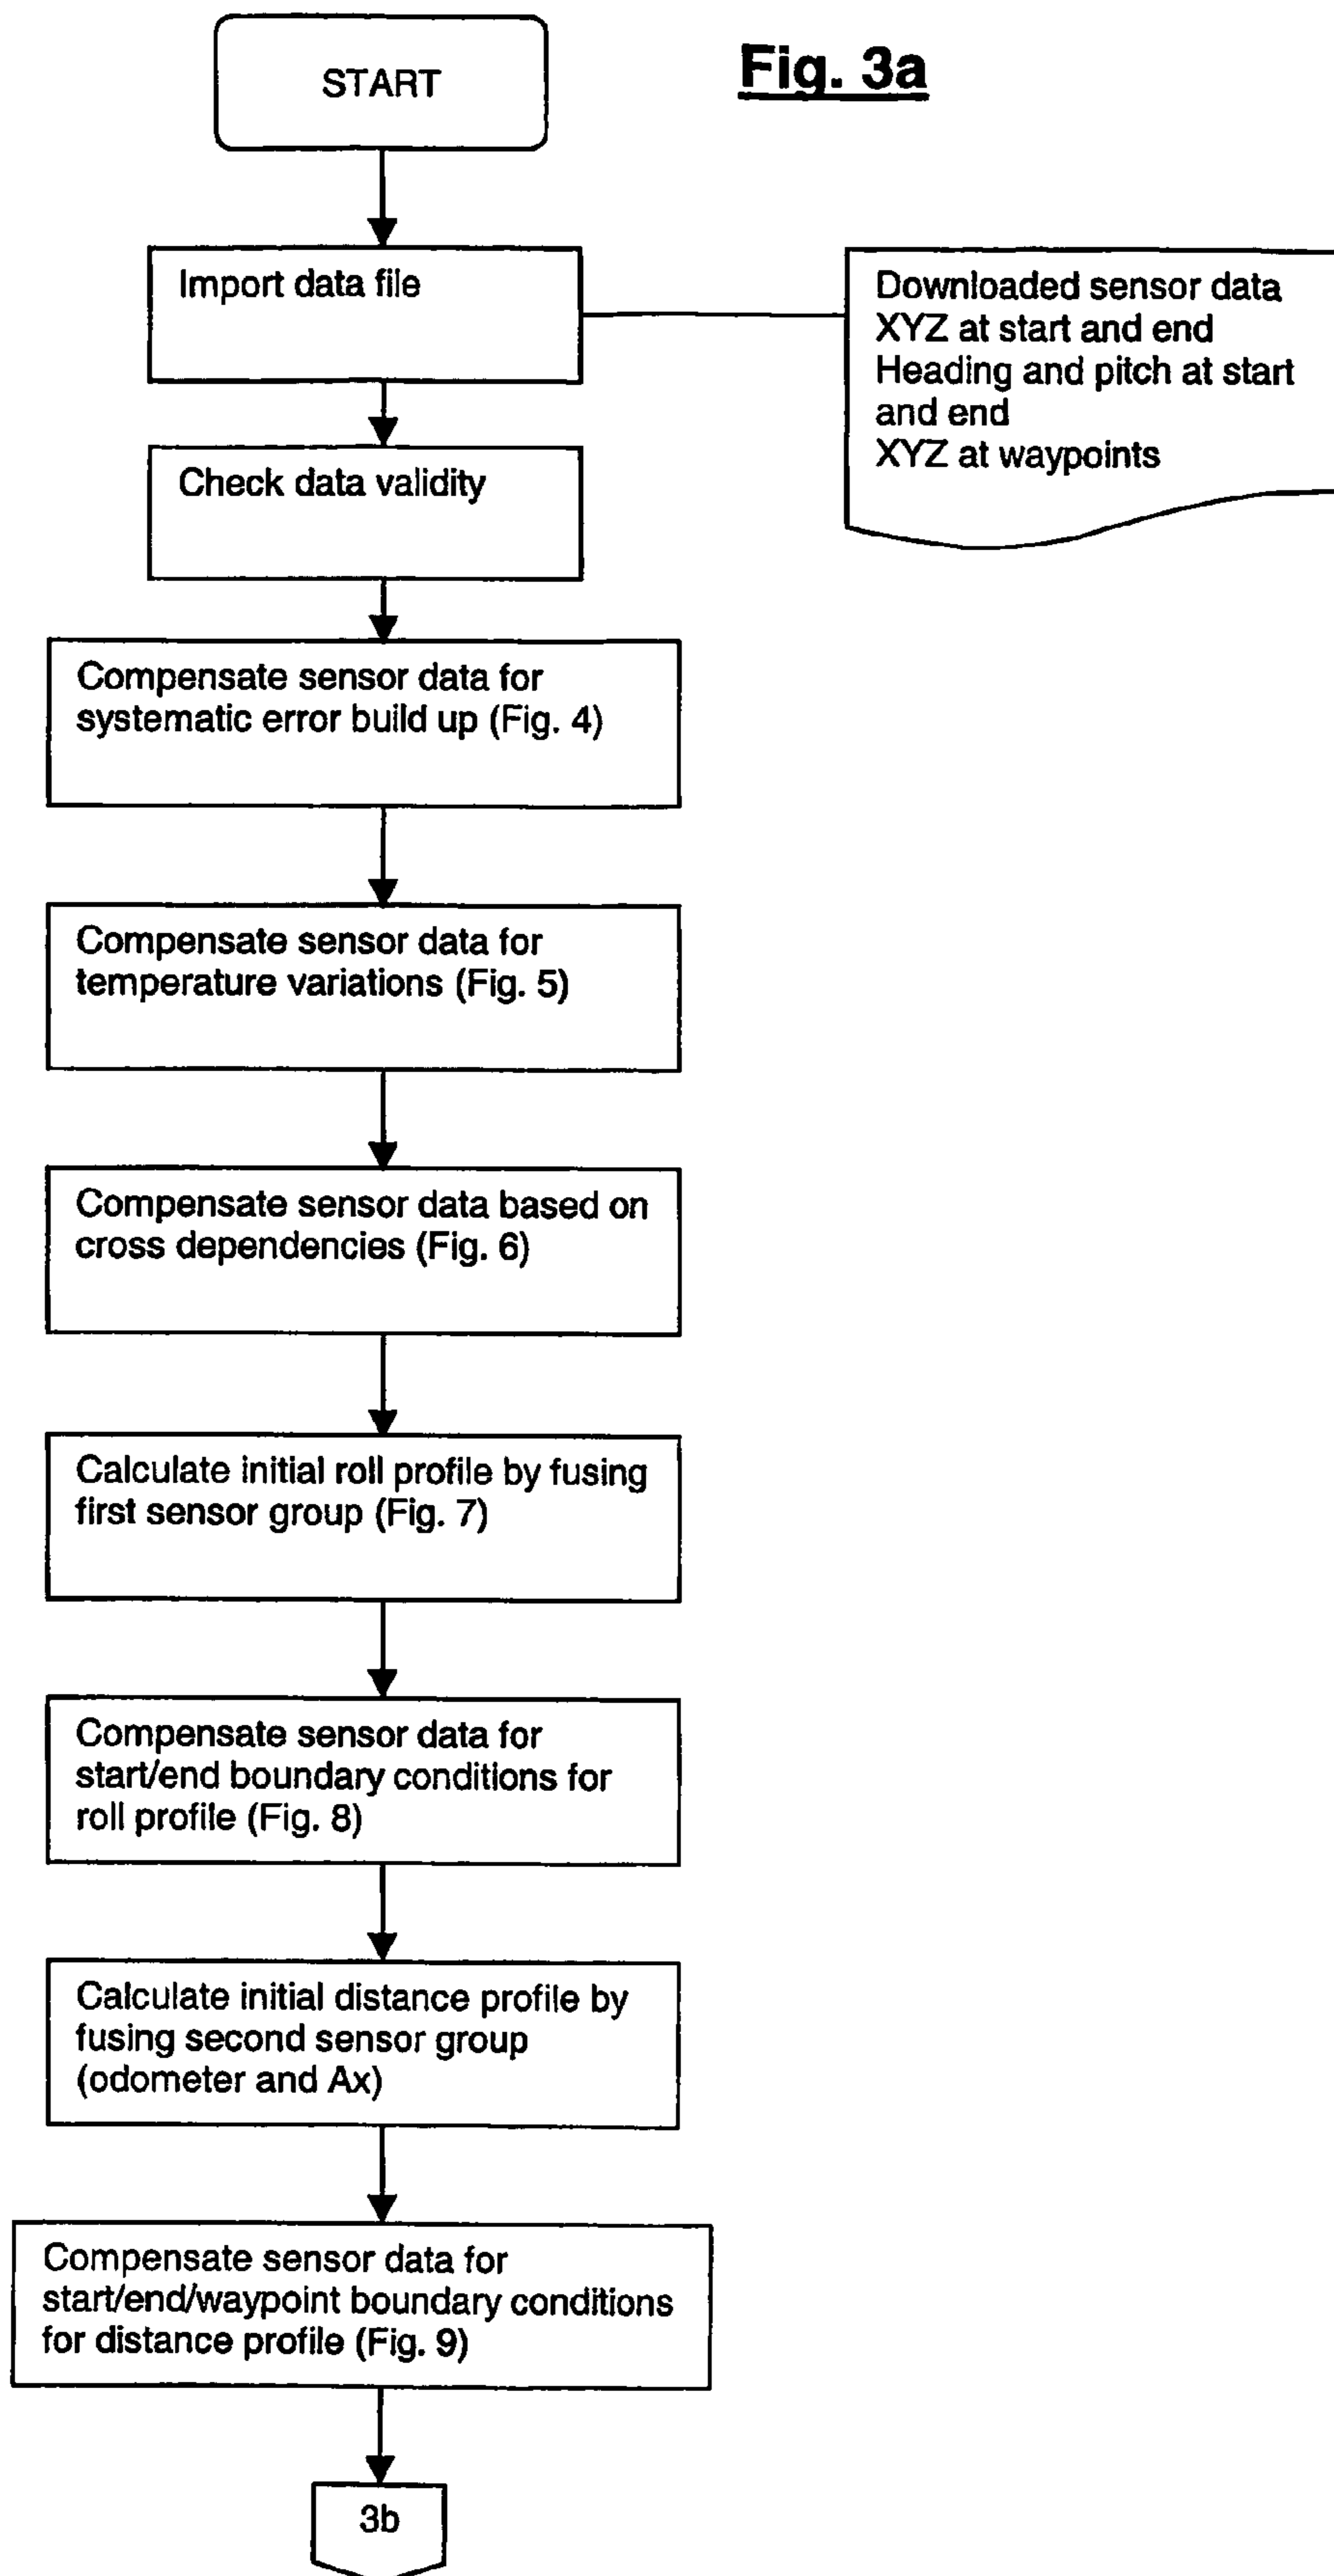 START
Fig. 3a
Import data file
Downloaded sensor data
XYZ at start and end
Heading and pitch at start
and end
XYZ at waypoints
Check data validity
Compensate sensor data for
systematic error build up (Fig. 4)
Compensate sensor data for
temperature variations (Fig. 5)
Compensate sensor data based on
cross dependencies (Fig. 6)
Calculate initial roll profile by fusing
first sensor group (Fig. 7)
Compensate sensor data for
start/end boundary conditions for
roll profile (Fig. 8)
Calculate initial distance profile by
fusing second sensor group
(odometer and Ax)
Compensate sensor data for
start/end/waypoint boundary conditions
for distance profile (Fig. 9)
3b